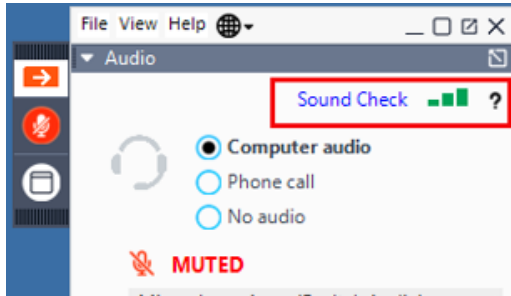 File View Help
Audio
Sound Check ?
Computer audio
Phone call
No audio
MUTED